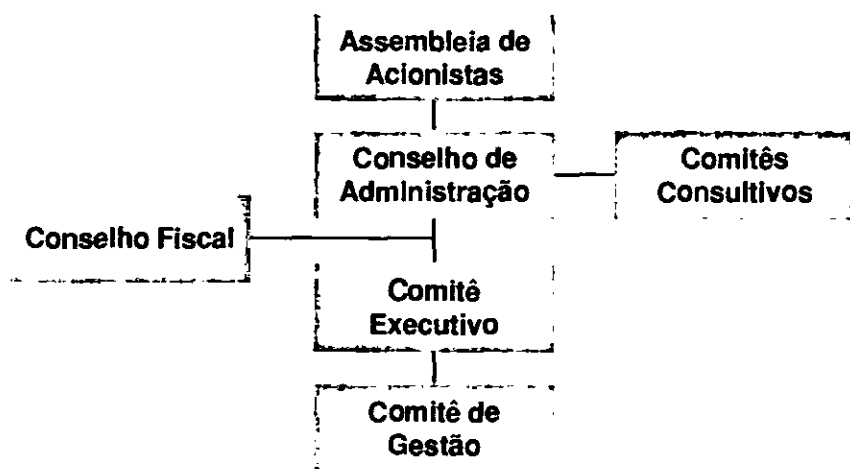 Assembleia de
Acionistas
Conselho de
Administração
Comitês
Consultivos
Conselho Fiscal
Comitê
Executivo
Comitê de
Gestão